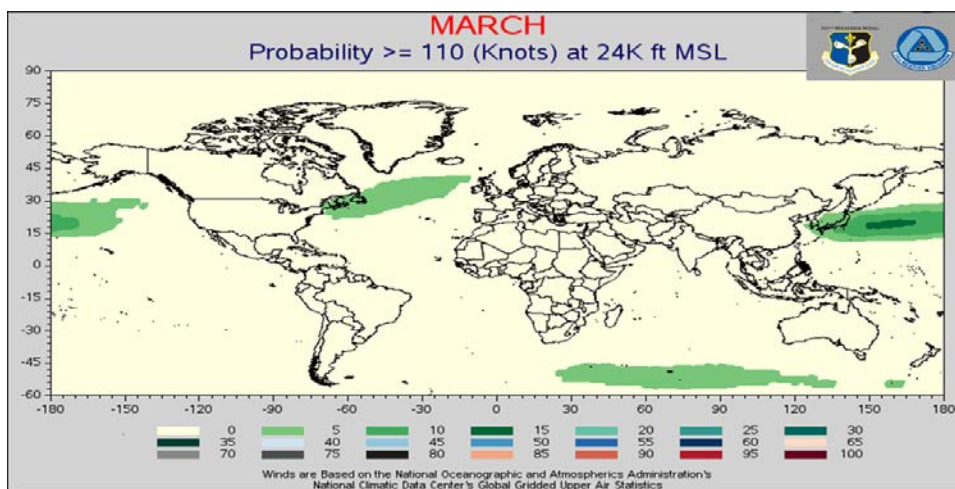 MARCH
Probability >= 110 (Knots) at 24K ft MSL
90
75
60
50
40
30
15
0
-15
-30
-45
-60
-180 -150 -120 -90 -60 -30 0 30 60 90 120 150 180
0 5 10 15 20 25 30
35 40 45 50 55 60 65
70 75 80 85 90 95 100
Winds are Based on the National Oceanographic and Atmospherics Administration's
National Climatic Data Center's Global Gridded Upper Air Statistics